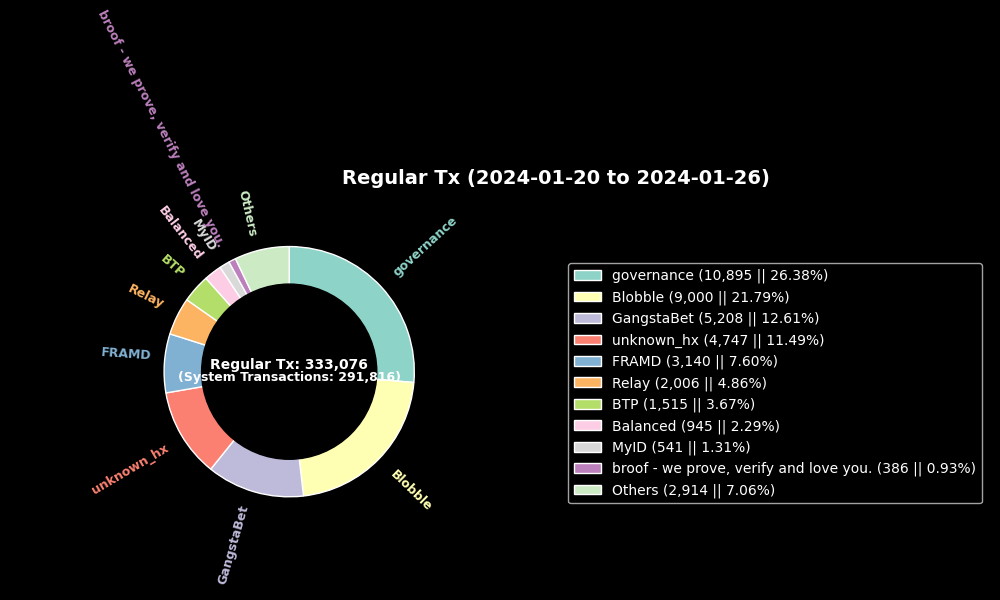 Regular Tx (2024-01-20 to 2024-01-26)
broof - we prove, verify and love you.
Others
MyID
Balanced
BTP
Relay
FRAMD
unknown_hx
GangstaBet
Blobble
governance
Regular Tx: 333,076
(System Transactions: 291,816)
governance (10,895 || 26.38%)
Blobble (9,000 || 21.79%)
GangstaBet (5,208 || 12.61%)
unknown_hx (4,747 || 11.49%)
FRAMD (3,140 || 7.60%)
Relay (2,006 || 4.86%)
BTP (1,515 || 3.67%)
Balanced (945 || 2.29%)
MyID (541 || 1.31%)
broof - we prove, verify and love you. (386 || 0.93%)
Others (2,914 || 7.06%)